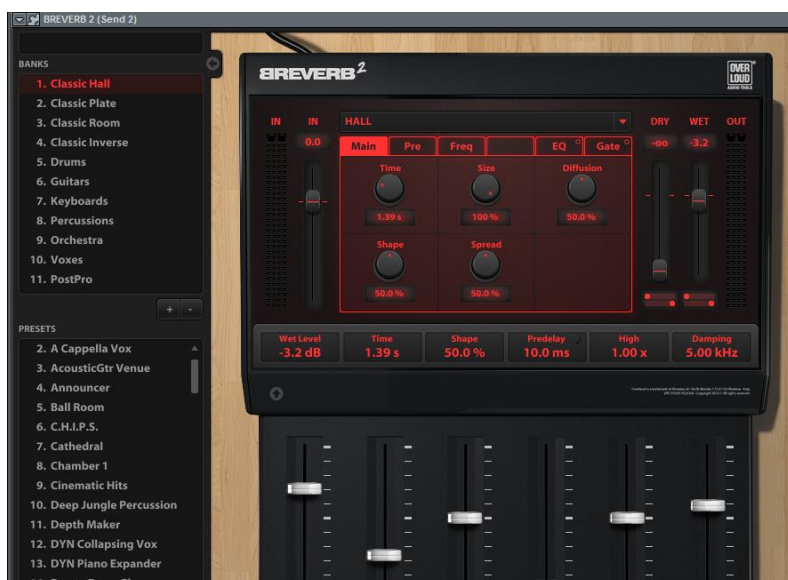 BREVERB 2 (Send 2)
BANKS
1. Classic Hall
2. Classic Plate
3. Classic Room
4. Classic Inverse
5. Drums
6. Guitars
7. Keyboards
8. Percussions
9. Orchestra
10. Voxes
11. PostPro
+ -
PRESETS
2. A Cappella Vox
3. AcousticGtr Venue
4. Announcer
5. Ball Room
6. C.H.I.P.S.
7. Cathedral
8. Chamber 1
9. Cinematic Hits
10. Deep Jungle Percussion
11. Depth Maker
12. DYN Collapsing Vox
13. DYN Piano Expander
BREVERB 2
OVER
LOUD
AUDIO TOOLS
IN IN HALL DRY WET OUT
0.0 -oo -3.2
Main Pre Freq EQ Gate
Time Size Diffusion
1.39 s 100 % 50.0 %
Shape Spread
50.0 % 50.0 %
Wet Level Time Shape Predelay High Damping
-3.2 dB 1.39 s 50.0 % 10.0 ms 1.00 x 5.00 kHz